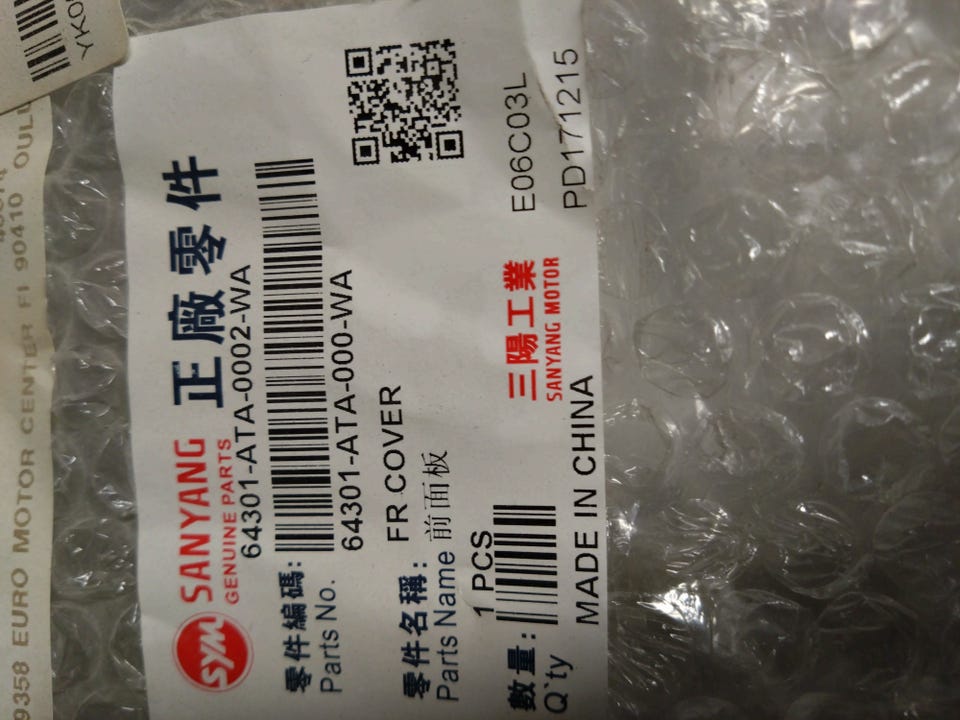 SYM
SANYANG 正廠零件
GENUINE PARTS
64301-ATA-0002-WA
零件編碼:
Parts No.
64301-ATA-000-WA
FR COVER
零件名稱:
Parts Name 前面板
1 PCS
數量:
Q`ty
三陽工業
SANYANG MOTOR
MADE IN CHINA
E06C03L
PD171215
9358 EURO MOTOR CENTER FI 90410 OULU